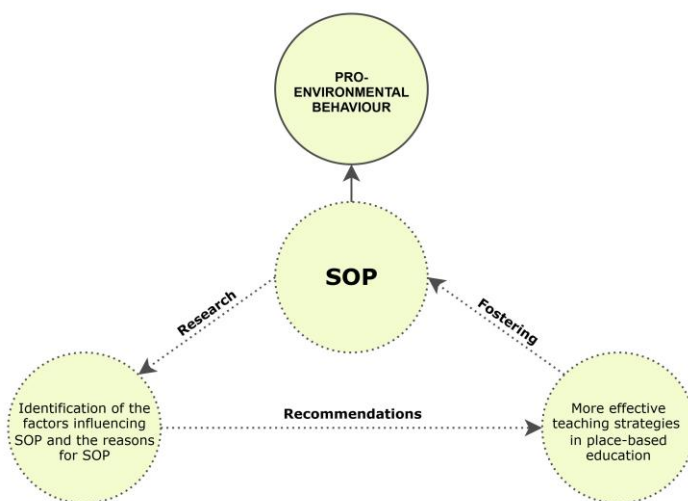 PRO-
ENVIRONMENTAL
BEHAVIOUR
SOP
Research
Fostering
Identification of the
factors influencing
SOP and the reasons
for SOP
Recommendations
More effective
teaching strategies
in place-based
education